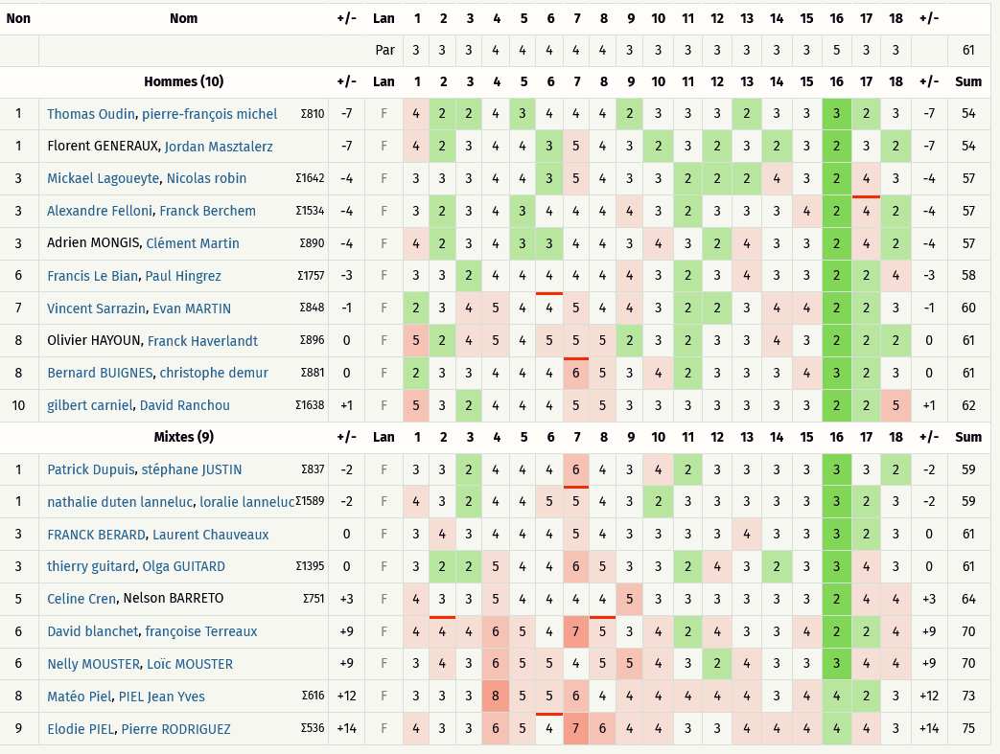 Non Nom +/- Lan 1 2 3 4 5 6 7 8 9 10 11 12 13 14 15 16 17 18 +/-
Par 3 3 3 4 4 4 4 4 3 3 3 3 3 3 3 5 3 3 61
Hommes (10) +/- Lan 1 2 3 4 5 6 7 8 9 10 11 12 13 14 15 16 17 18 +/- Sum
1 Thomas Oudin, pierre-françois michel Σ810 -7 F 4 2 2 4 3 4 4 4 2 3 3 3 2 3 3 3 2 3 -7 54
1 Florent GENERAUX, Jordan Masztalerz -7 F 4 2 3 4 4 3 5 4 3 2 3 2 3 2 3 2 3 2 -7 54
3 Mickael Lagoueyte, Nicolas robin Σ1642 -4 F 3 3 3 4 4 3 5 4 3 3 2 2 2 4 3 2 4 3 -4 57
3 Alexandre Felloni, Franck Berchem Σ1534 -4 F 3 2 3 4 3 4 4 4 4 3 2 3 3 3 4 2 4 2 -4 57
3 Adrien MONGIS, Clément Martin Σ890 -4 F 4 2 3 4 3 3 4 4 3 4 3 2 4 3 3 2 4 2 -4 57
6 Francis Le Bian, Paul Hingrez Σ1757 -3 F 3 3 2 4 4 4 4 4 4 3 2 3 4 3 3 2 2 4 -3 58
7 Vincent Sarrazin, Evan MARTIN Σ848 -1 F 2 3 4 5 4 4 5 4 4 3 2 2 3 4 4 2 2 3 -1 60
8 Olivier HAYOUN, Franck Haverlandt Σ896 0 F 5 2 4 5 4 5 5 5 2 3 2 3 3 4 3 2 2 2 0 61
8 Bernard BUIGNES, christophe demur Σ881 0 F 2 3 3 4 4 4 6 5 3 4 2 3 3 3 4 3 2 3 0 61
10 gilbert carniel, David Ranchou Σ1638 +1 F 5 3 2 4 4 4 5 5 3 3 3 3 3 3 3 2 2 5 +1 62
Mixtes (9) +/- Lan 1 2 3 4 5 6 7 8 9 10 11 12 13 14 15 16 17 18 +/- Sum
1 Patrick Dupuis, stéphane JUSTIN Σ837 -2 F 3 3 2 4 4 4 6 4 3 4 2 3 3 3 3 3 3 2 -2 59
1 nathalie duten lanneluc, loralie lanneluc Σ1589 -2 F 4 3 2 4 4 5 5 4 3 2 3 3 3 3 3 3 2 3 -2 59
3 FRANCK BERARD, Laurent Chauveaux 0 F 3 4 3 4 4 4 5 4 3 3 3 3 4 3 3 3 2 3 0 61
3 thierry guitard, Olga GUITARD Σ1395 0 F 3 2 2 5 4 4 6 5 3 3 2 4 3 2 3 3 4 3 0 61
5 Celine Cren, Nelson BARRETO Σ751 +3 F 4 3 3 5 4 4 4 4 5 3 3 3 3 3 3 2 4 4 +3 64
6 David blanchet, françoise Terreaux +9 F 4 4 4 6 5 4 7 5 3 4 2 4 3 3 4 2 2 4 +9 70
6 Nelly MOUSTER, Loïc MOUSTER +9 F 3 4 3 6 5 5 4 5 5 4 3 2 4 3 3 3 4 4 +9 70
8 Matéo Piel, PIEL Jean Yves Σ616 +12 F 3 3 3 8 5 5 6 4 4 4 4 4 4 3 4 4 2 3 +12 73
9 Elodie PIEL, Pierre RODRIGUEZ Σ536 +14 F 4 3 3 6 5 4 7 6 4 4 3 3 4 4 4 4 4 3 +14 75